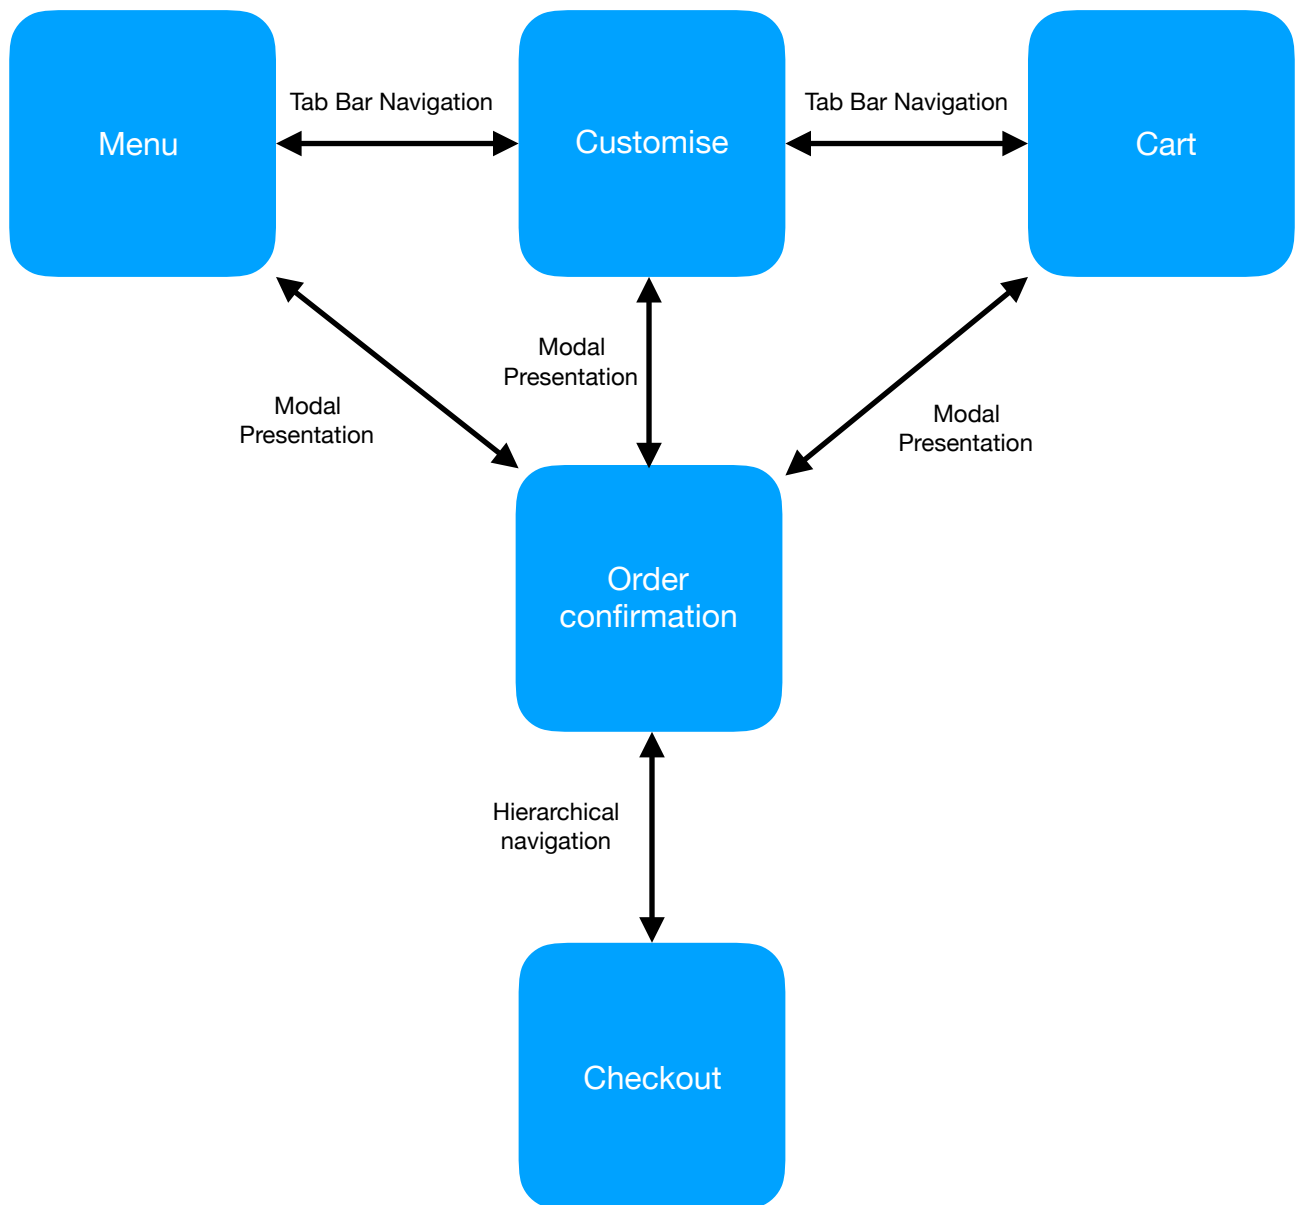 Tab Bar Navigation
Tab Bar Navigation
Menu
Customise
Cart
Modal
Presentation
Modal
Presentation
Modal
Presentation
Order
confirmation
Hierarchical
navigation
Checkout